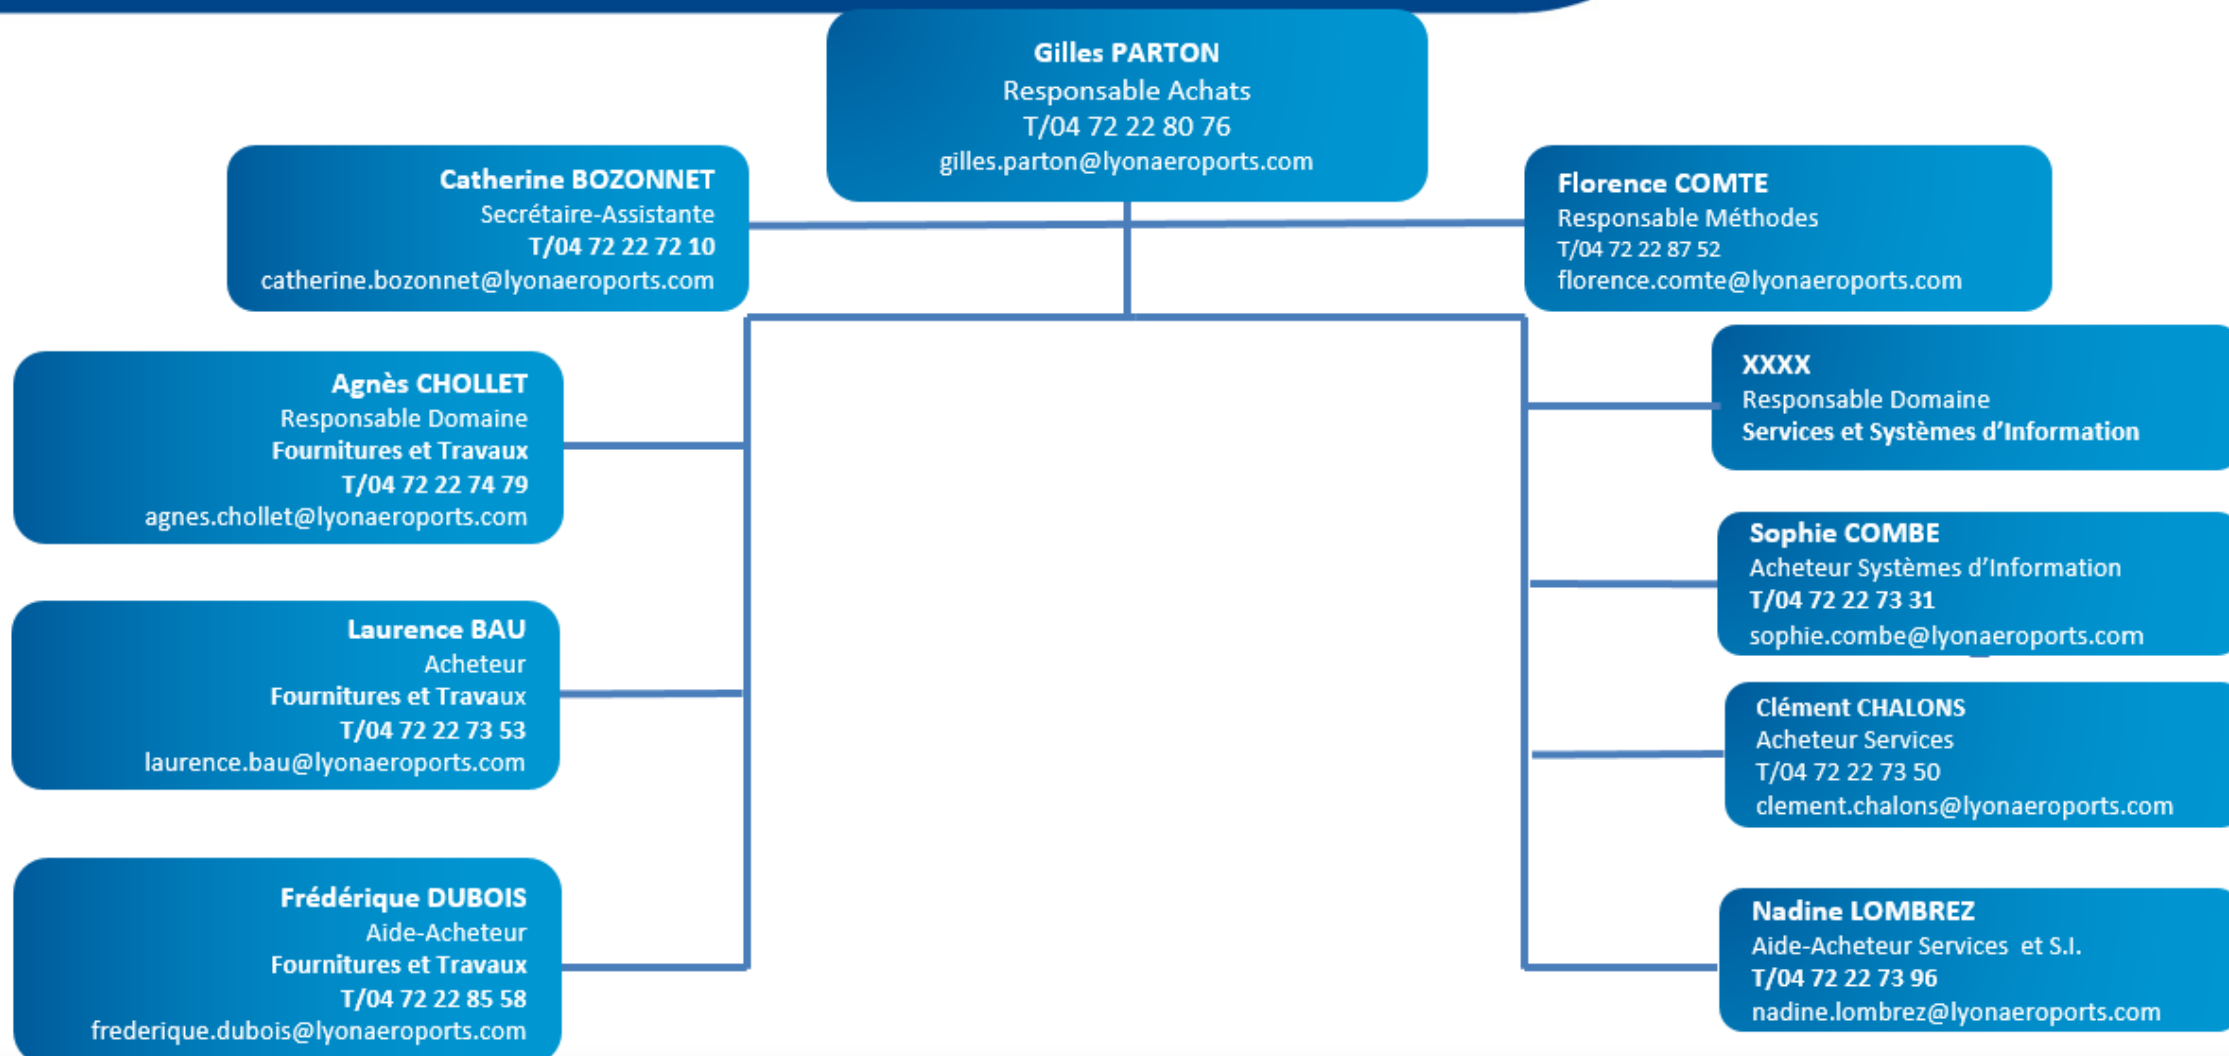 Gilles PARTON
Responsable Achats
T/04 72 22 80 76
gilles.parton@lyonaeroports.com
Catherine BOZONNET
Secrétaire-Assistante
T/04 72 22 72 10
catherine.bozonnet@lyonaeroports.com
Florence COMTE
Responsable Méthodes
T/04 72 22 87 52
florence.comte@lyonaeroports.com
Agnès CHOLLET
Responsable Domaine
Fournitures et Travaux
T/04 72 22 74 79
agnes.chollet@lyonaeroports.com
Laurence BAU
Acheteur
Fournitures et Travaux
T/04 72 22 73 53
laurence.bau@lyonaeroports.com
Frédérique DUBOIS
Aide-Acheteur
Fournitures et Travaux
T/04 72 22 85 58
frederique.dubois@lyonaeroports.com
XXXX
Responsable Domaine
Services et Systèmes d’Information
Sophie COMBE
Acheteur Systèmes d’Information
T/04 72 22 73 31
sophie.combe@lyonaeroports.com
Clément CHALONS
Acheteur Services
T/04 72 22 73 50
clement.chalons@lyonaeroports.com
Nadine LOMBREZ
Aide-Acheteur Services et S.I.
T/04 72 22 73 96
nadine.lombrez@lyonaeroports.com